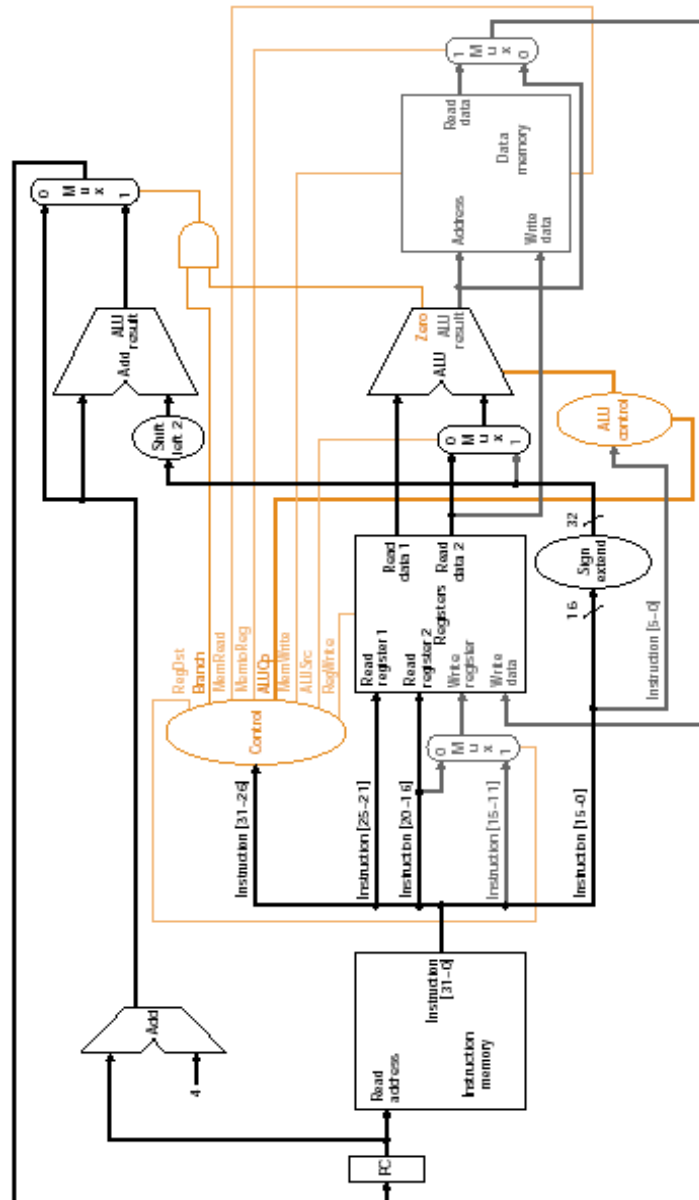 PC
4
Add
Read
address
Instruction
memory
Instruction
[31–0]
Instruction [31–26]
Instruction [25–21]
Instruction [20–16]
Instruction [15–11]
Instruction [15–0]
Instruction [5–0]
Control
RegDst
Branch
MemRead
MemtoReg
ALUOp
MemWrite
ALUSrc
RegWrite
0
M
u
x
1
Read
register 1
Read
register 2
Write
register
Write
data
Registers
Read
data 1
Read
data 2
16
Sign
extend
32
Shift
left 2
Add
ALU
result
0
M
u
x
1
0
M
u
x
1
ALU
Zero
ALU
result
ALU
control
Address
Write
data
Data
memory
Read
data
1
M
u
x
0